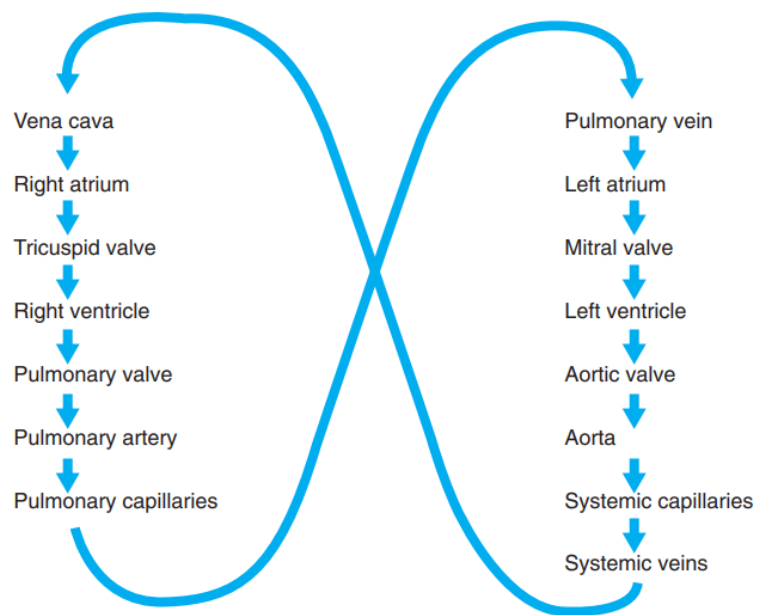 Vena cava
Right atrium
Tricuspid valve
Right ventricle
Pulmonary valve
Pulmonary artery
Pulmonary capillaries
Pulmonary vein
Left atrium
Mitral valve
Left ventricle
Aortic valve
Aorta
Systemic capillaries
Systemic veins